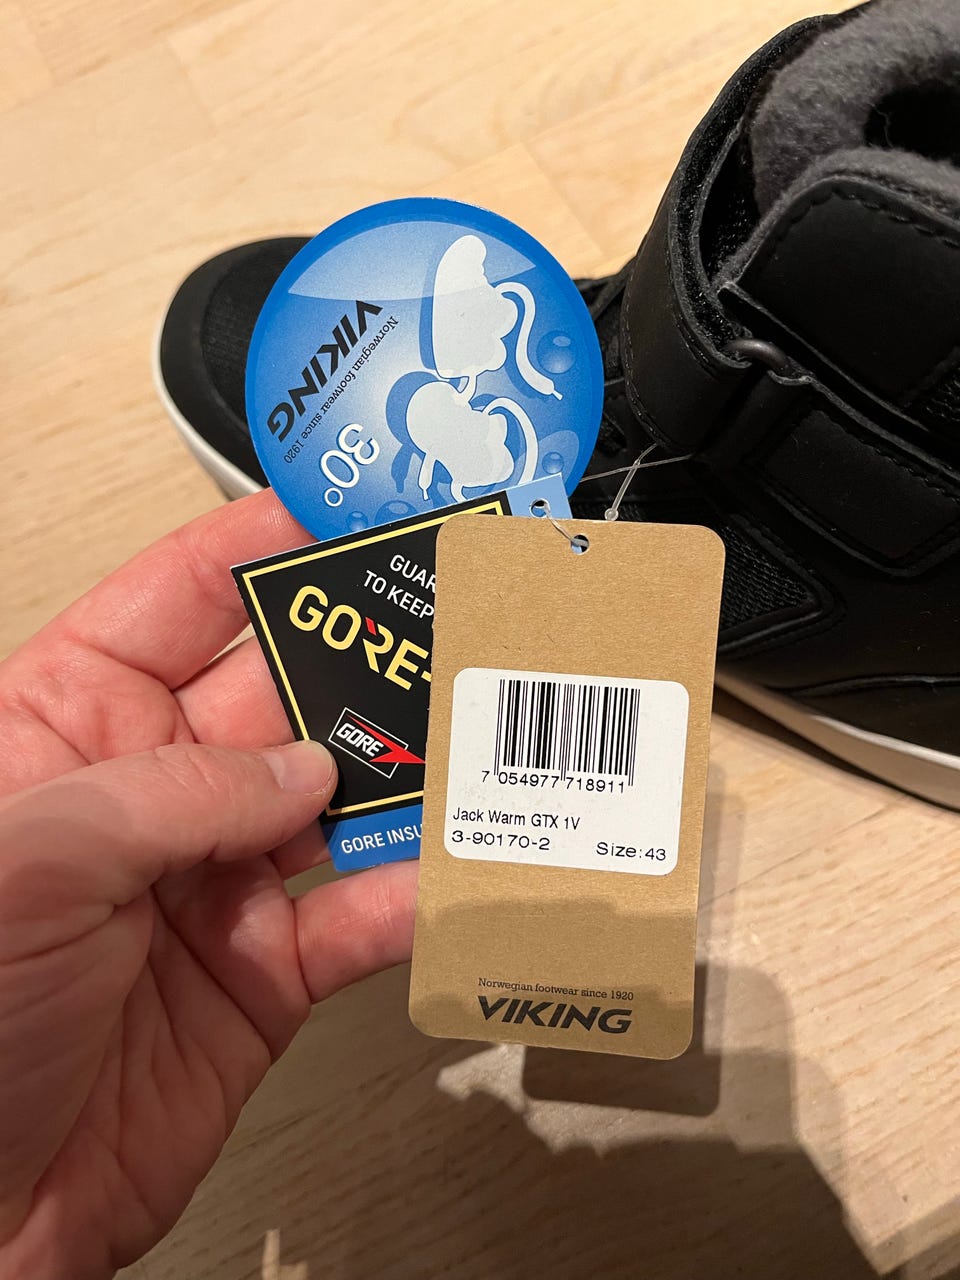 VIKING
Norwegian footwear since 1920
30°
GUAR
TO KEEP
GORE-
GORE
GORE INSU
7 054977 718911
Jack Warm GTX 1V
3-90170-2 Size:43
Norwegian footwear since 1920
VIKING